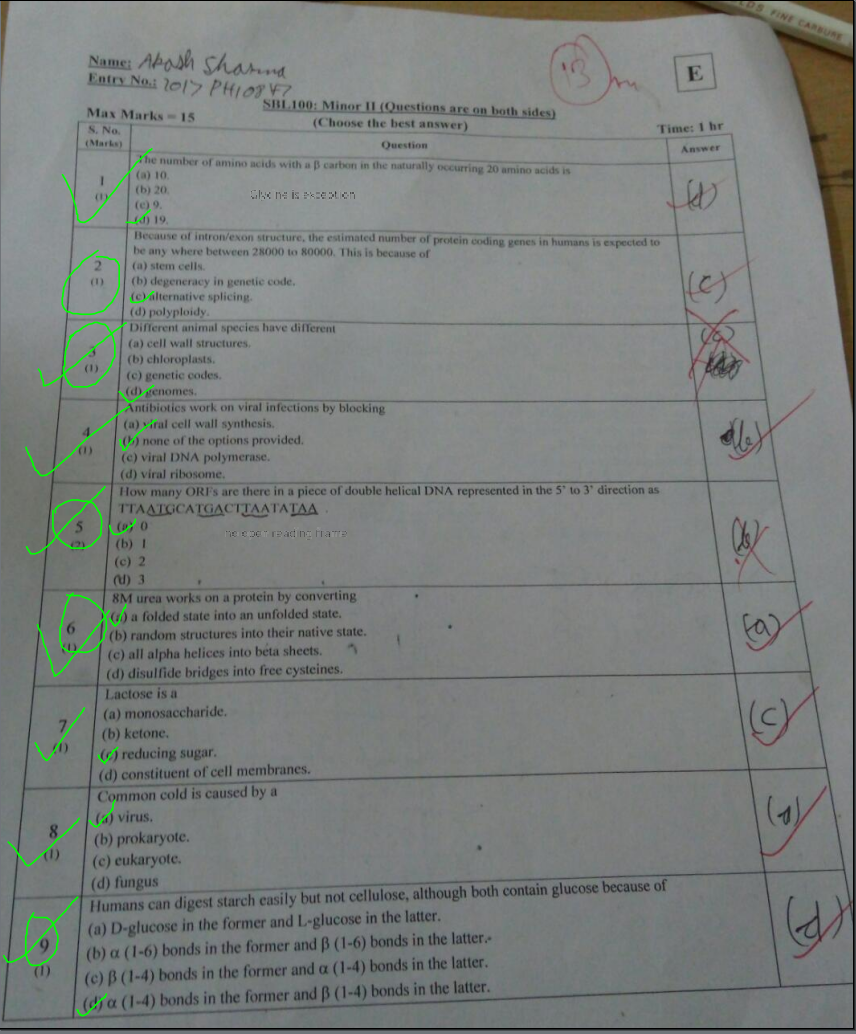 LDS FINE CARBURE
Name: Akash Sharma
Entry No.: 2017PH10847
13
E
SBL100: Minor II (Questions are on both sides)
Max Marks = 15
(Choose the best answer)
Time: 1 hr
S. No. (Marks)
Question
Answer
The number of amino acids with a β carbon in the naturally occurring 20 amino acids is
1
(1)
(a) 10.
(b) 20.
Glycine is exception
(c) 9.
(d) 19.
(d)
Because of intron/exon structure, the estimated number of protein coding genes in humans is expected to
be any where between 28000 to 80000. This is because of
2
(1)
(a) stem cells.
(b) degeneracy in genetic code.
(c) alternative splicing.
(d) polyploidy.
(c)
Different animal species have different
3
(1)
(a) cell wall structures.
(b) chloroplasts.
(c) genetic codes.
(d) genomes.
Antibiotics work on viral infections by blocking
4
(1)
(a) viral cell wall synthesis.
(b) none of the options provided.
(c) viral DNA polymerase.
(d) viral ribosome.
(b)
How many ORFs are there in a piece of double helical DNA represented in the 5' to 3' direction as
TTAATGCATGACTTAATATAA
5
(2)
(a) 0
no open reading frame
(b) 1
(c) 2
(d) 3
(b)
8M urea works on a protein by converting
6
(1)
(a) a folded state into an unfolded state.
(b) random structures into their native state.
(c) all alpha helices into beta sheets.
(d) disulfide bridges into free cysteines.
(a)
Lactose is a
7
(1)
(a) monosaccharide.
(b) ketone.
(c) reducing sugar.
(d) constituent of cell membranes.
(c)
Common cold is caused by a
8
(1)
(a) virus.
(b) prokaryote.
(c) eukaryote.
(d) fungus
(a)
Humans can digest starch easily but not cellulose, although both contain glucose because of
9
(1)
(a) D-glucose in the former and L-glucose in the latter.
(b) α (1-6) bonds in the former and β (1-6) bonds in the latter.
(c) β (1-4) bonds in the former and α (1-4) bonds in the latter.
(d) α (1-4) bonds in the former and β (1-4) bonds in the latter.
(d)